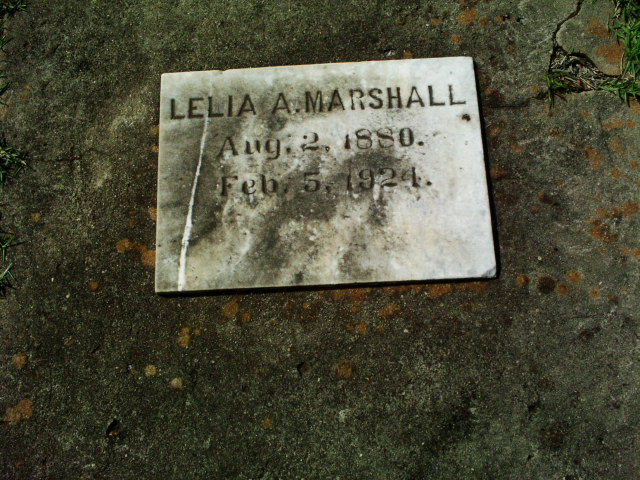 LELIA A. MARSHALL
Aug. 2, 1880.
Feb. 5, 1924.